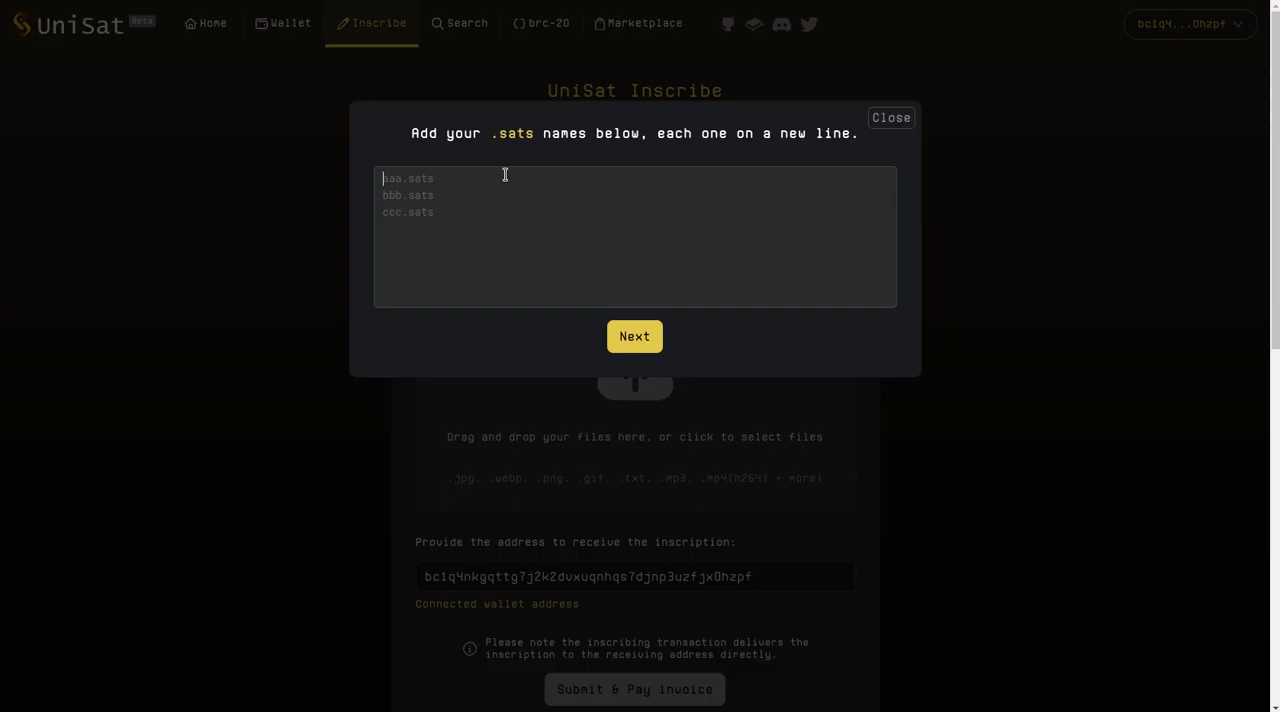 UniSat Beta Home Wallet Inscribe Search brc-20 Marketplace bc1q4...0hzpf
UniSat Inscribe
Close
Add your .sats names below, each one on a new line.
aaa.sats
bbb.sats
ccc.sats
Next
Drag and drop your files here, or click to select files
.jpg, .webp, .png, .gif, .txt, .mp3, .mp4(h264) • more!
Provide the address to receive the inscription:
bc1q4nkgqttg7j2k2dvxuqnhqs7djnp3uzfjx0hzpf
Connected wallet address
Please note the inscribing transaction delivers the
inscription to the receiving address directly.
Submit & Pay invoice